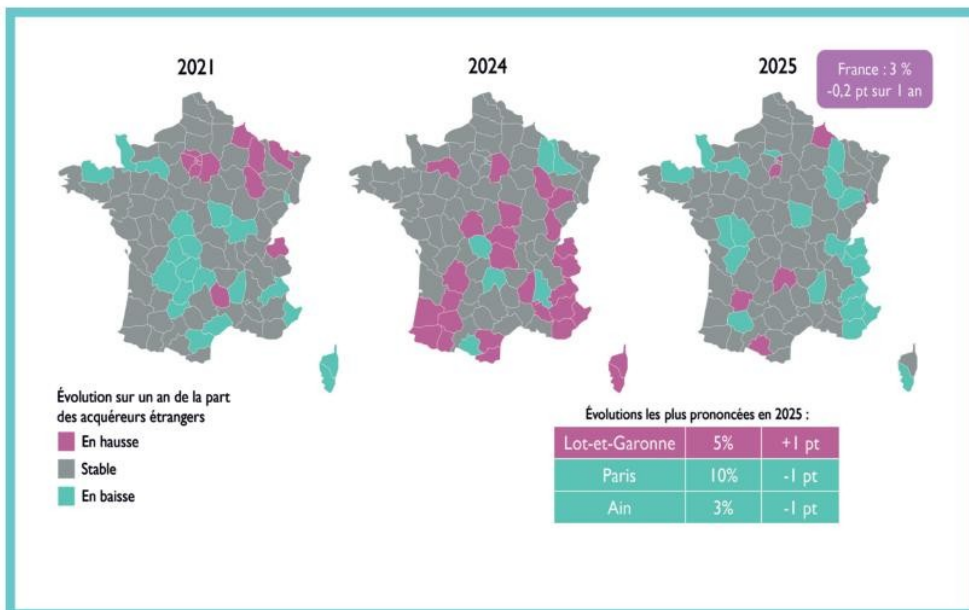 2021
2024
2025
France : 3 %
-0,2 pt sur 1 an
Évolution sur un an de la part
des acquéreurs étrangers
En hausse
Stable
En baisse
Évolutions les plus prononcées en 2025 :
Lot-et-Garonne 5% +1 pt
Paris 10% -1 pt
Ain 3% -1 pt